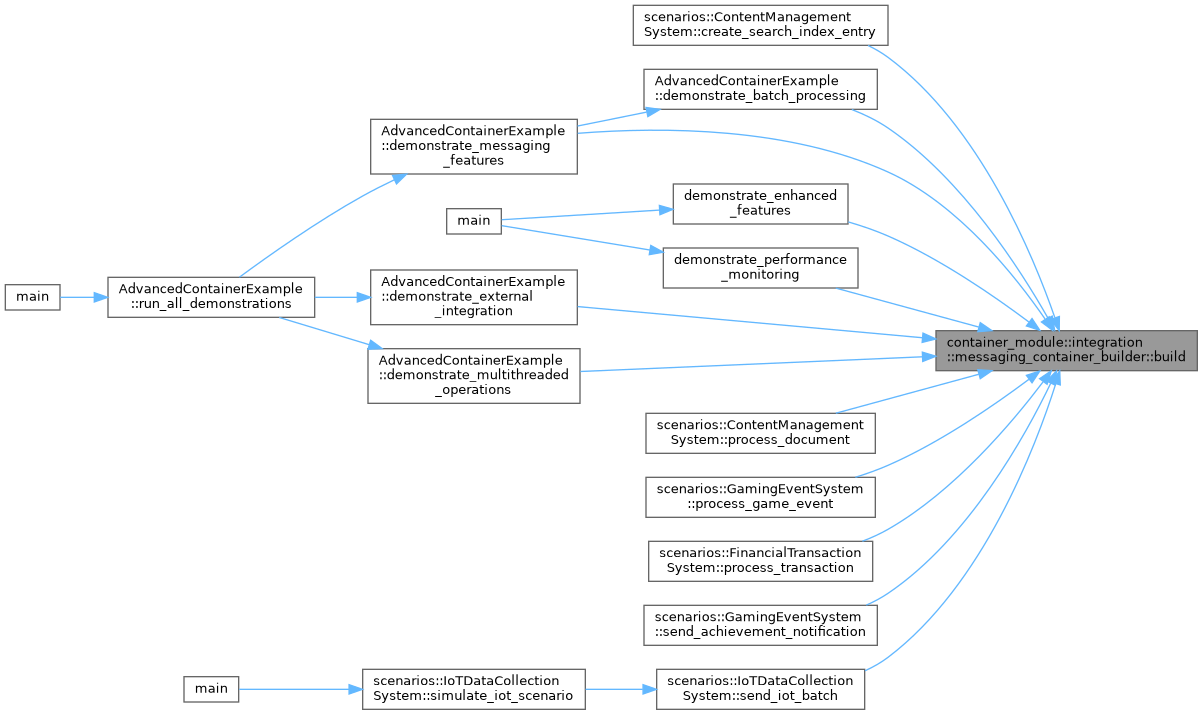 scenarios::ContentManagement
System::create_search_index_entry
AdvancedContainerExample
::demonstrate_batch_processing
AdvancedContainerExample
::demonstrate_messaging
_features
demonstrate_enhanced
_features
main
demonstrate_performance
_monitoring
AdvancedContainerExample
::demonstrate_external
_integration
main
AdvancedContainerExample
::run_all_demonstrations
container_module::integration
::messaging_container_builder::build
AdvancedContainerExample
::demonstrate_multithreaded
_operations
scenarios::ContentManagement
System::process_document
scenarios::GamingEventSystem
::process_game_event
scenarios::FinancialTransaction
System::process_transaction
scenarios::GamingEventSystem
::send_achievement_notification
main
scenarios::IoTDataCollection
System::simulate_iot_scenario
scenarios::IoTDataCollection
System::send_iot_batch